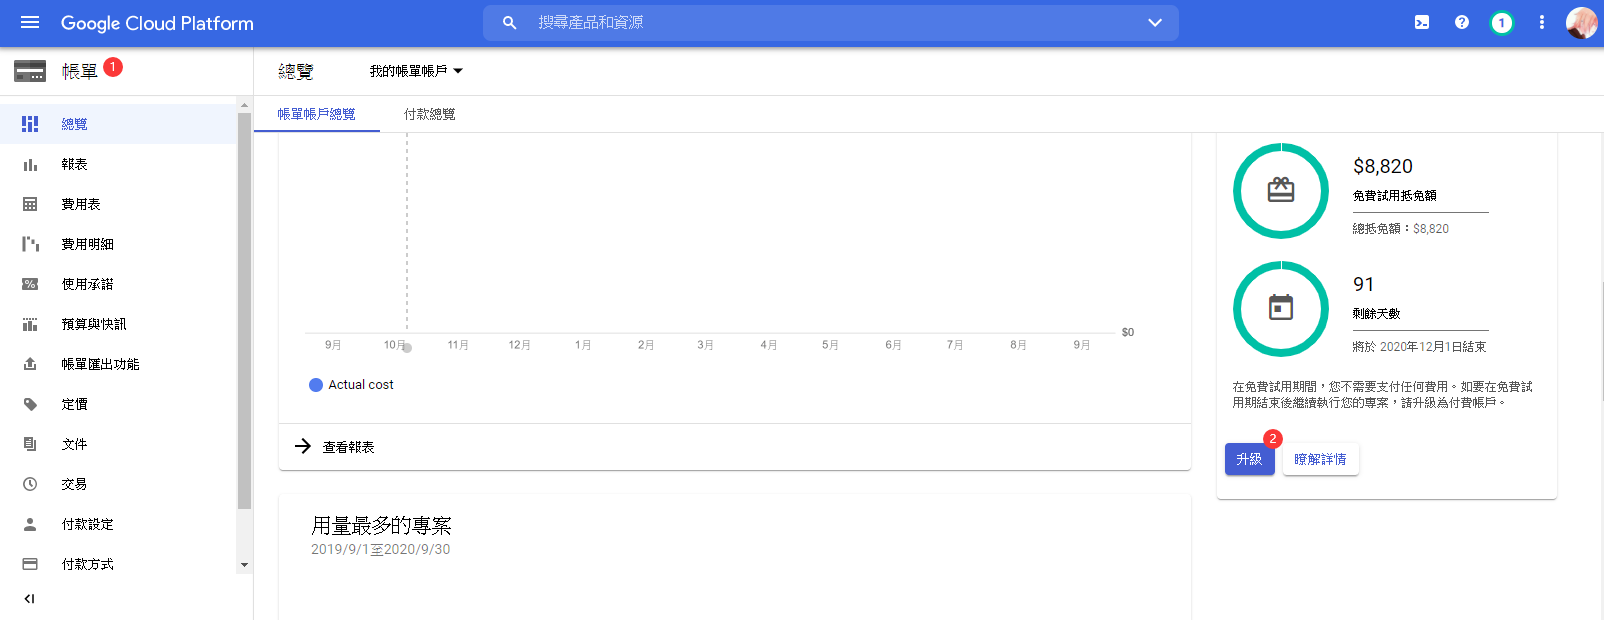 Google Cloud Platform
搜尋產品和資源
1
帳單
1
總覽
我的帳單帳戶
帳單帳戶總覽
付款總覽
總覽
報表
費用表
費用明細
使用承諾
預算與快訊
帳單匯出功能
定價
文件
交易
付款設定
付款方式
$0
9月
10月
11月
12月
1月
2月
3月
4月
5月
6月
7月
8月
9月
Actual cost
查看報表
用量最多的專案
2019/9/1至2020/9/30
$8,820
免費試用抵免額
總抵免額：$8,820
91
剩餘天數
將於 2020年12月1日結束
在免費試用期間，您不需要支付任何費用。如要在免費試
用期結束後繼續執行您的專案，請升級為付費帳戶。
2
升級
瞭解詳情